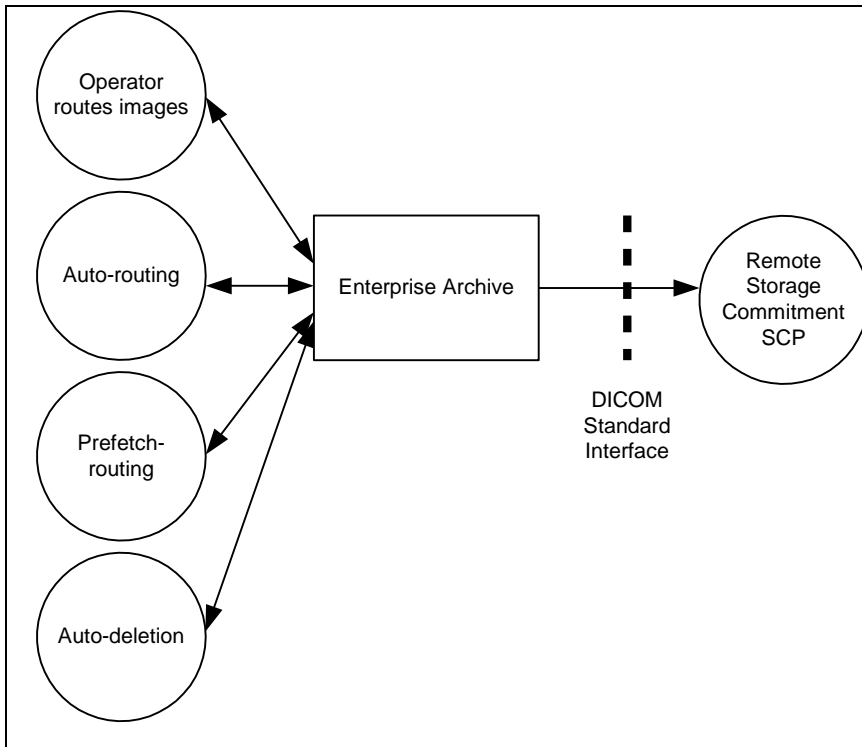 Operator
routes images
Auto-routing
Prefetch-
routing
Auto-deletion
Enterprise Archive
DICOM
Standard
Interface
Remote
Storage
Commitment
SCP